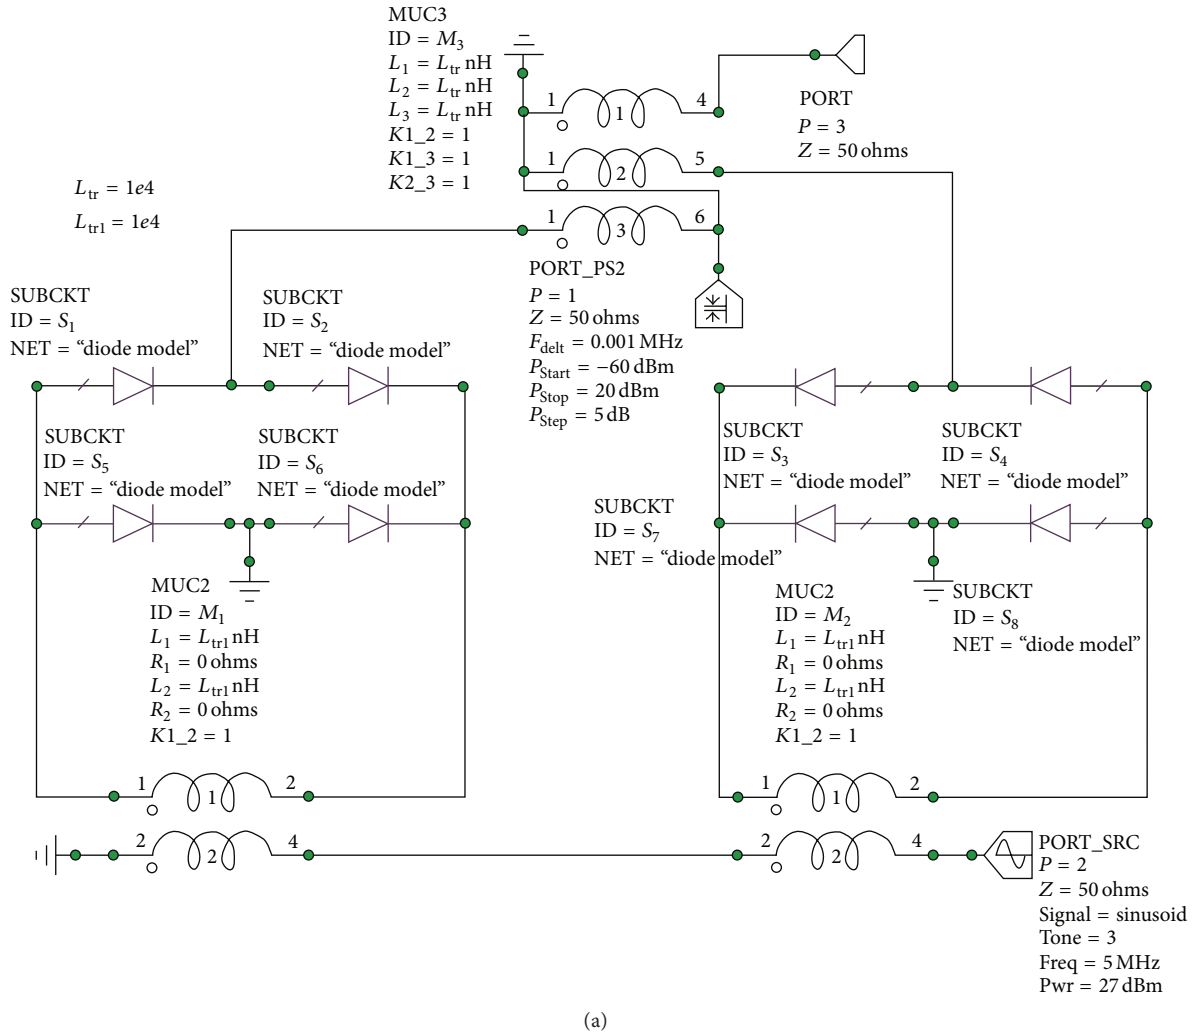 MUC3
ID = M3
L1 = Ltr nH
L2 = Ltr nH
L3 = Ltr nH
K1_2 = 1
K1_3 = 1
K2_3 = 1
1
1
4
PORT
P = 3
Z = 50 ohms
1
2
5
1
3
6
Ltr = 1e4
Ltr1 = 1e4
PORT_PS2
P = 1
Z = 50 ohms
Fdelt = 0.001 MHz
PStart = −60 dBm
PStop = 20 dBm
PStep = 5 dB
SUBCKT
ID = S1
NET = “diode model”
SUBCKT
ID = S2
NET = “diode model”
SUBCKT
ID = S5
NET = “diode model”
SUBCKT
ID = S6
NET = “diode model”
SUBCKT
ID = S3
NET = “diode model”
SUBCKT
ID = S4
NET = “diode model”
SUBCKT
ID = S7
NET = “diode model”
SUBCKT
ID = S8
NET = “diode model”
MUC2
ID = M1
L1 = Ltr1 nH
R1 = 0 ohms
L2 = Ltr1 nH
R2 = 0 ohms
K1_2 = 1
MUC2
ID = M2
L1 = Ltr1 nH
R1 = 0 ohms
L2 = Ltr1 nH
R2 = 0 ohms
K1_2 = 1
1
1
2
1
1
2
2
2
4
2
2
4
PORT_SRC
P = 2
Z = 50 ohms
Signal = sinusoid
Tone = 3
Freq = 5 MHz
Pwr = 27 dBm
(a)